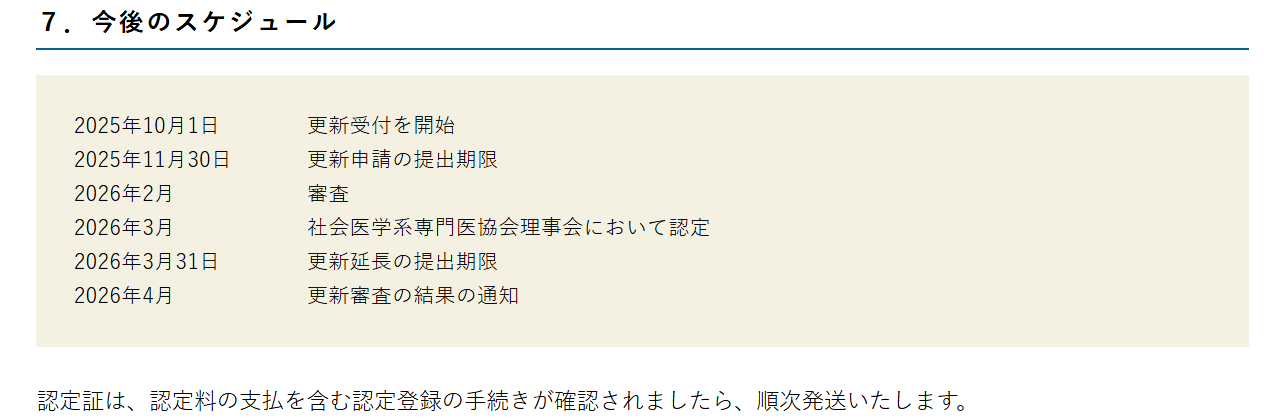 7．今後のスケジュール
2025年10月1日 更新受付を開始
2025年11月30日 更新申請の提出期限
2026年2月 審査
2026年3月 社会医学系専門医協会理事会において認定
2026年3月31日 更新延長の提出期限
2026年4月 更新審査の結果の通知
認定証は、認定料の支払を含む認定登録の手続きが確認されましたら、順次発送いたします。